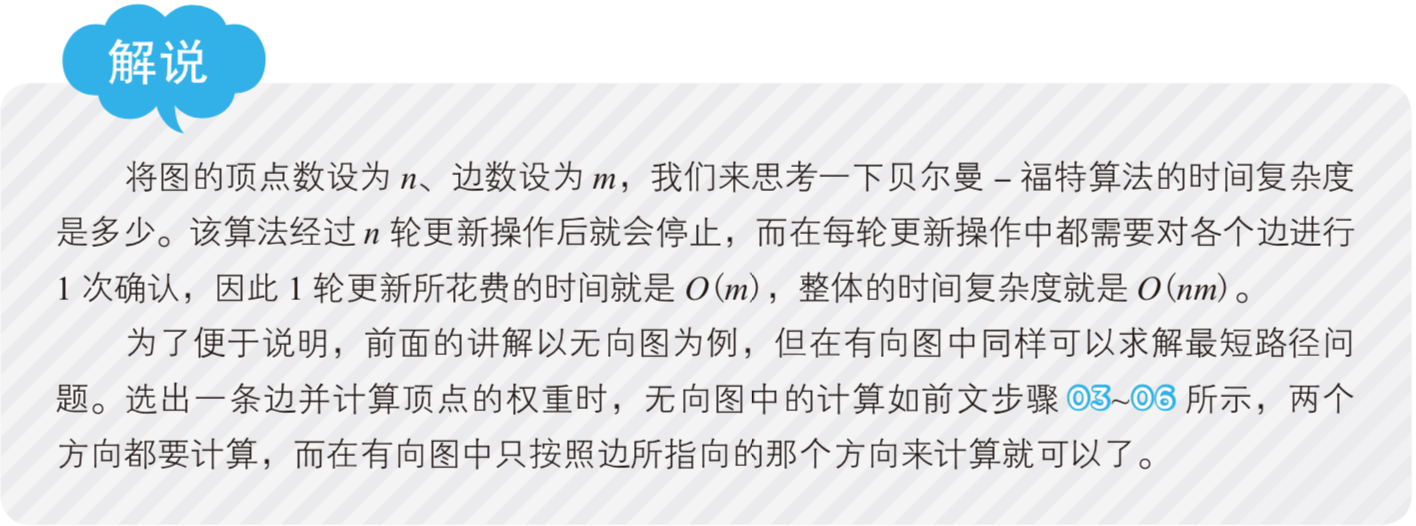 解说
将图的顶点数设为 n、边数设为 m，我们来思考一下贝尔曼 – 福特算法的时间复杂度
是多少。该算法经过 n 轮更新操作后就会停止，而在每轮更新操作中都需要对各个边进行
1 次确认，因此 1 轮更新所花费的时间就是 O(m)，整体的时间复杂度就是 O(nm)。
为了便于说明，前面的讲解以无向图为例，但在有向图中同样可以求解最短路径问
题。选出一条边并计算顶点的权重时，无向图中的计算如前文步骤 03~06 所示，两个
方向都要计算，而在有向图中只按照边所指向的那个方向来计算就可以了。